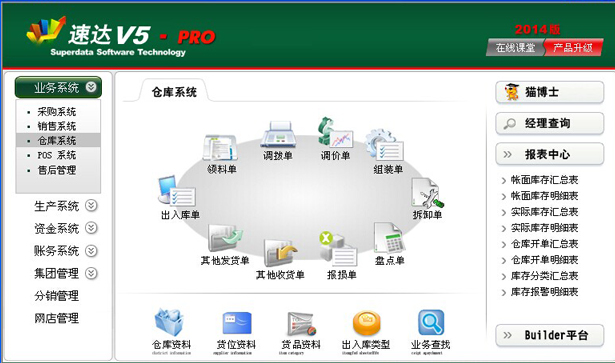 速达 V5 - PRO
Superdata Software Technology
2014版
在线课堂
产品升级
业务系统
采购系统
销售系统
仓库系统
POS 系统
售后管理
生产系统
资金系统
账务系统
集团管理
分销管理
网店管理
仓库系统
领料单
调拨单
调价单
组装单
出入库单
拆卸单
其他发货单
其他收货单
报损单
盘点单
仓库资料
货位资料
货品资料
出入库类型
业务查找
猫博士
经理查询
报表中心
帐面库存汇总表
帐面库存明细表
实际库存汇总表
实际库存明细表
仓库开单汇总表
仓库开单明细表
库存分类汇总表
库存报警明细表
Builder平台